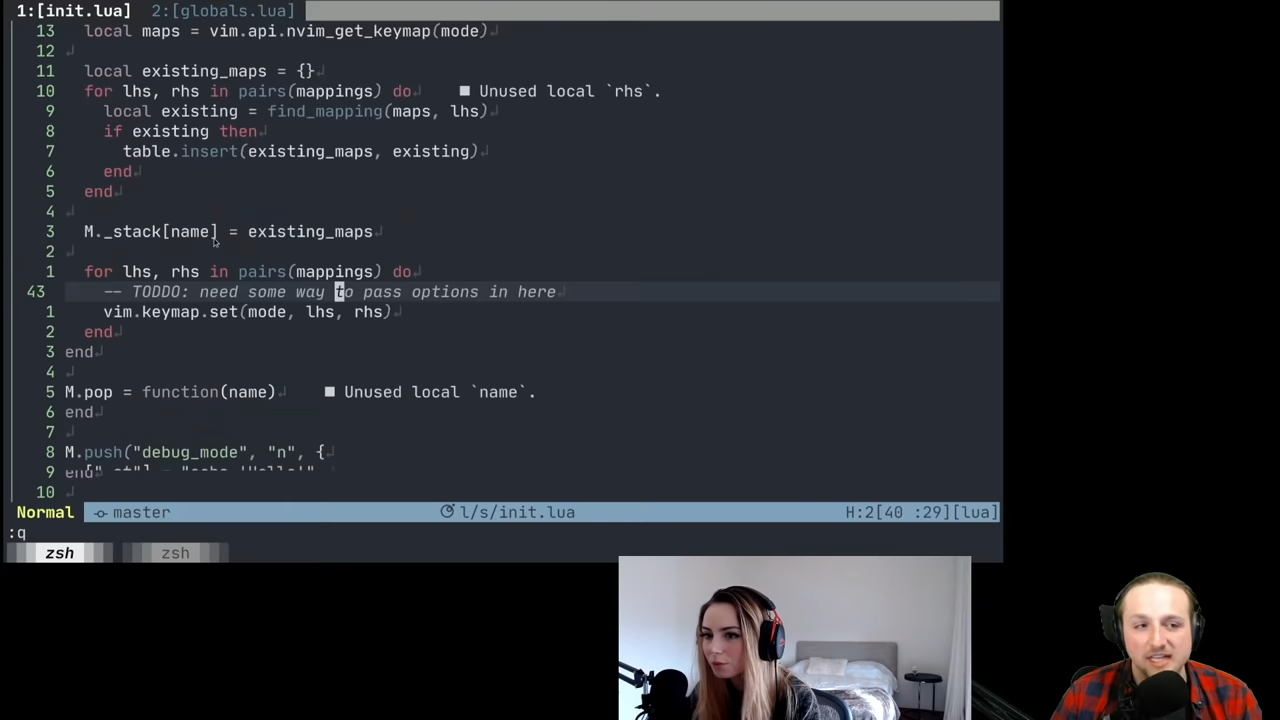 1:[init.lua]  2:[globals.lua]
13   local maps = vim.api.nvim_get_keymap(mode)↲
12 ↲
11   local existing_maps = {}↲
10   for lhs, rhs in pairs(mappings) do↲    ■ Unused local `rhs`.
9     local existing = find_mapping(maps, lhs)↲
8     if existing then↲
7       table.insert(existing_maps, existing)↲
6     end↲
5   end↲
4 ↲
3   M._stack[name] = existing_maps↲
2 ↲
1   for lhs, rhs in pairs(mappings) do↲
43     -- TODDO: need some way to pass options in here↲
1     vim.keymap.set(mode, lhs, rhs)↲
2   end↲
3 end↲
4 ↲
5 M.pop = function(name)↲    ■ Unused local `name`.
6 end↲
7 ↲
8 M.push("debug_mode", "n", {↲
9 end↲
10 ↲
Normal master l/s/init.lua H:2[40 :29][lua]
:q
zsh zsh